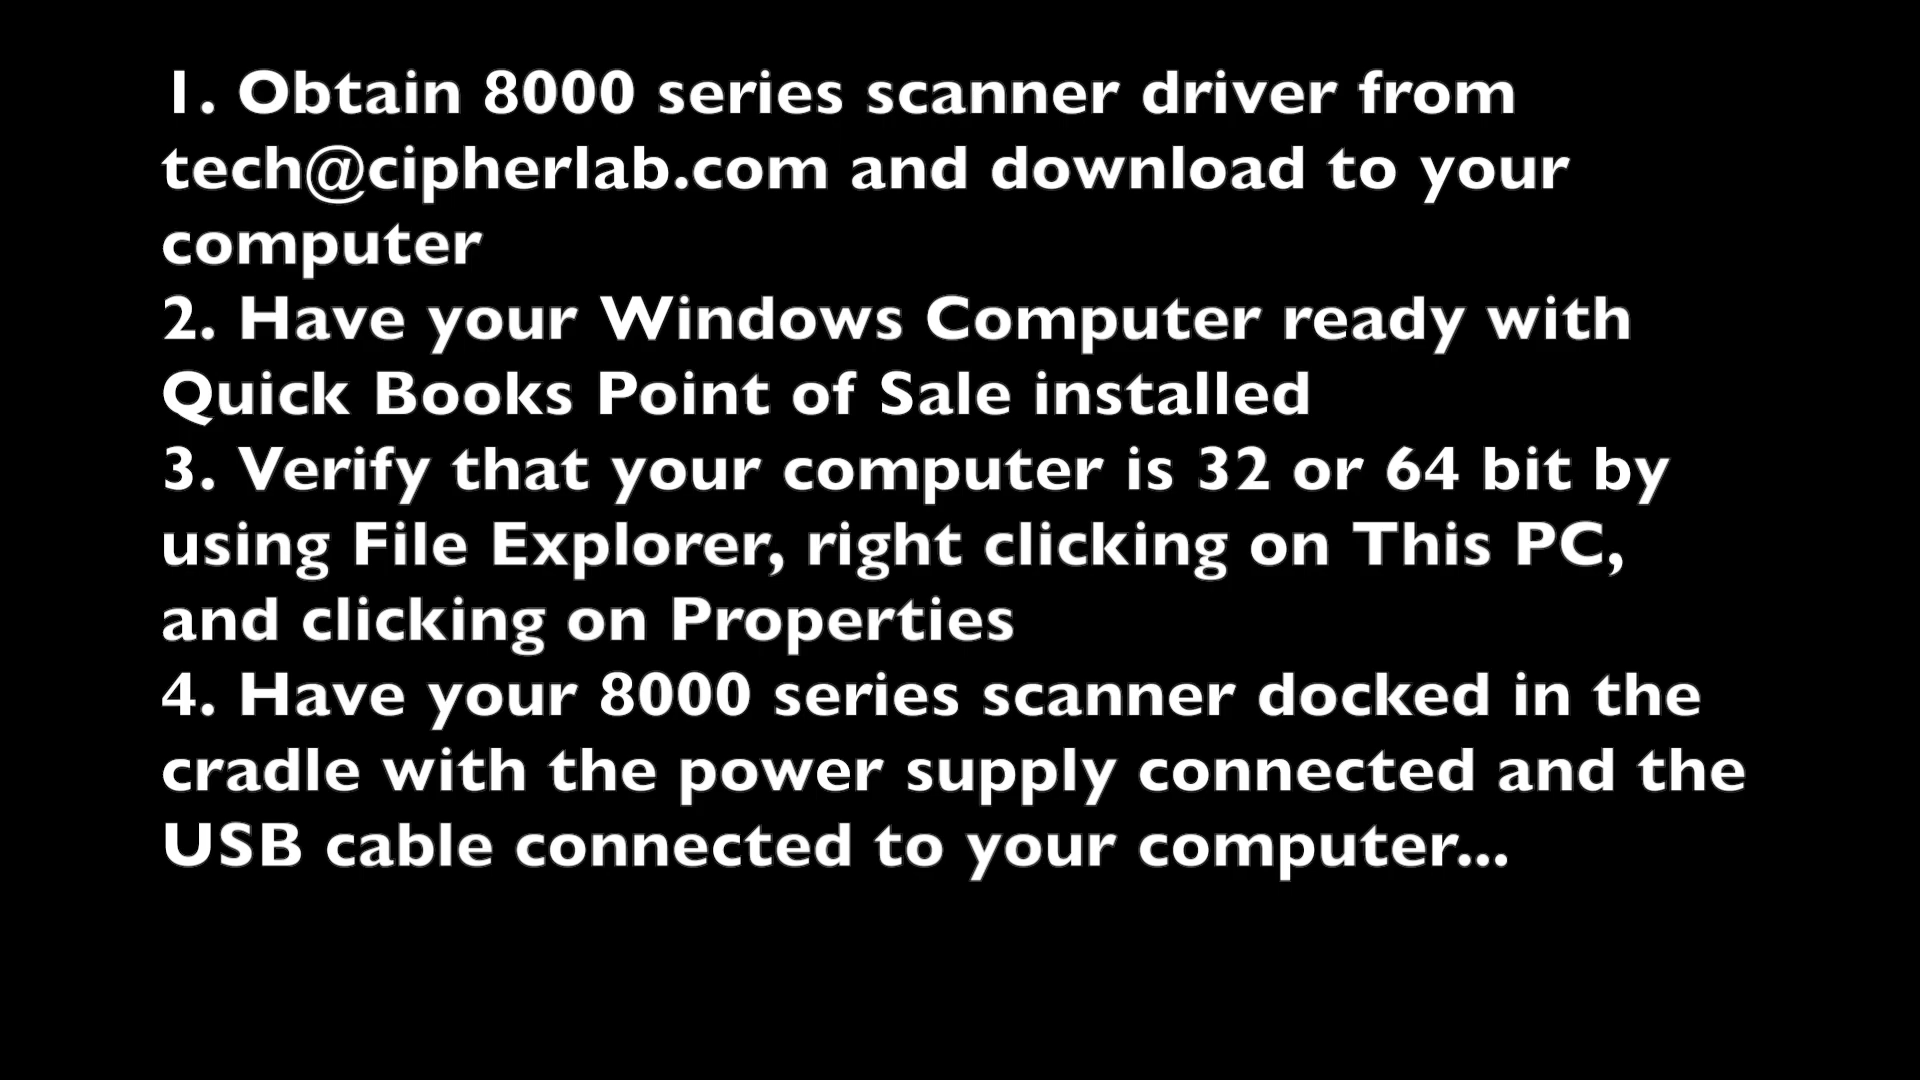 1. Obtain 8000 series scanner driver from
tech@cipherlab.com and download to your
computer
2. Have your Windows Computer ready with
Quick Books Point of Sale installed
3. Verify that your computer is 32 or 64 bit by
using File Explorer, right clicking on This PC,
and clicking on Properties
4. Have your 8000 series scanner docked in the
cradle with the power supply connected and the
USB cable connected to your computer...